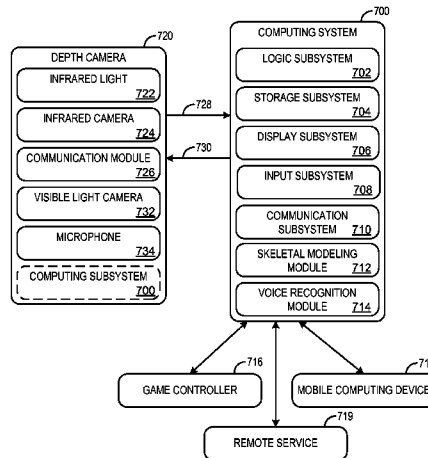 720
DEPTH CAMERA
INFRARED LIGHT
722
INFRARED CAMERA
724
COMMUNICATION MODULE
726
VISIBLE LIGHT CAMERA
732
MICROPHONE
734
COMPUTING SUBSYSTEM
700
728
730
700
COMPUTING SYSTEM
LOGIC SUBSYSTEM
702
STORAGE SUBSYSTEM
704
DISPLAY SUBSYSTEM
706
INPUT SUBSYSTEM
708
COMMUNICATION
SUBSYSTEM
710
SKELETAL MODELING
MODULE
712
VOICE RECOGNITION
MODULE
714
716
GAME CONTROLLER
719
REMOTE SERVICE
MOBILE COMPUTING DEVICE